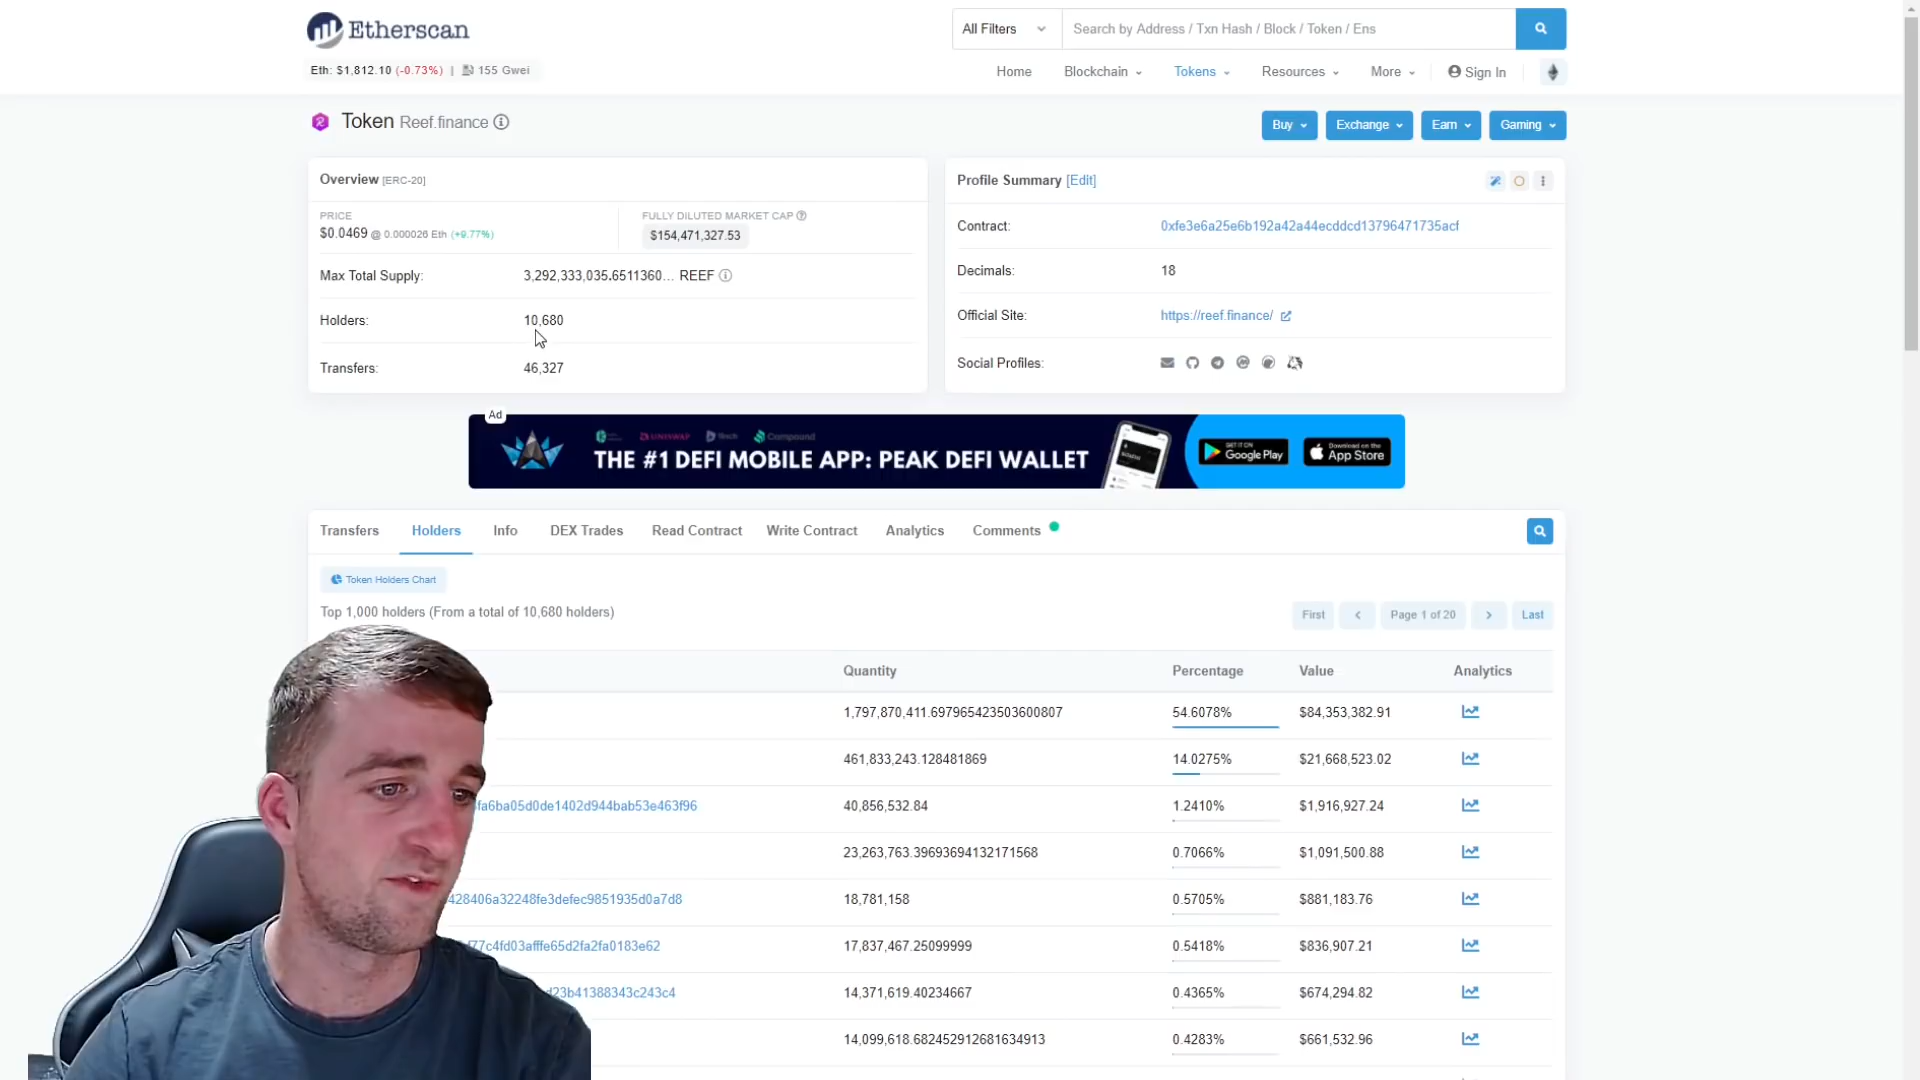 Etherscan
All Filters
Search by Address / Txn Hash / Block / Token / Ens
Eth: $1,812.10 (-0.73%) | 155 Gwei
Home Blockchain Tokens Resources More Sign In
Token Reef.finance
Buy Exchange Earn Gaming
Overview [ERC-20]
PRICE
$0.0469 @ 0.000026 Eth (+9.77%)
FULLY DILUTED MARKET CAP
$154,471,327.53
Max Total Supply: 3,292,333,035.6511360... REEF
Holders: 10,680
Transfers: 46,327
Profile Summary [Edit]
Contract: 0xfe3e6a25e6b192a42a44ecddcd13796471735acf
Decimals: 18
Official Site: https://reef.finance/
Social Profiles:
Ad
UNISWAP 1inch Compound
THE #1 DEFI MOBILE APP: PEAK DEFI WALLET
GET IT ON Google Play
Download on the App Store
Transfers Holders Info DEX Trades Read Contract Write Contract Analytics Comments
Token Holders Chart
Top 1,000 holders (From a total of 10,680 holders)
First Page 1 of 20 Last
Quantity Percentage Value Analytics
1,797,870,411.697965423503600807 54.6078% $84,353,382.91
461,833,243.128481869 14.0275% $21,668,523.02
fa6ba05d0de1402d944bab53e463f96 40,856,532.84 1.2410% $1,916,927.24
23,263,763.39693694132171568 0.7066% $1,091,500.88
428406a32248fe3defec9851935d0a7d8 18,781,158 0.5705% $881,183.76
77c4fd03afffe65d2fa2fa0183e62 17,837,467.25099999 0.5418% $836,907.21
d23b41388343c243c4 14,371,619.40234667 0.4365% $674,294.82
14,099,618.682452912681634913 0.4283% $661,532.96